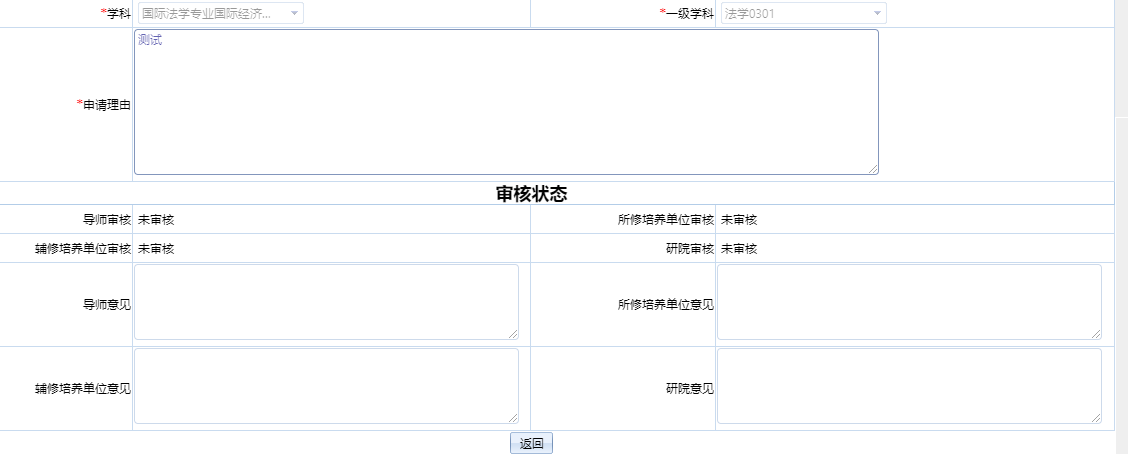 *学科 国际法学专业国际经济... *一级学科 法学0301
*申请理由 测试
审核状态
导师审核 未审核 所修培养单位审核 未审核
辅修培养单位审核 未审核 研院审核 未审核
导师意见 所修培养单位意见
辅修培养单位意见 研院意见
返回